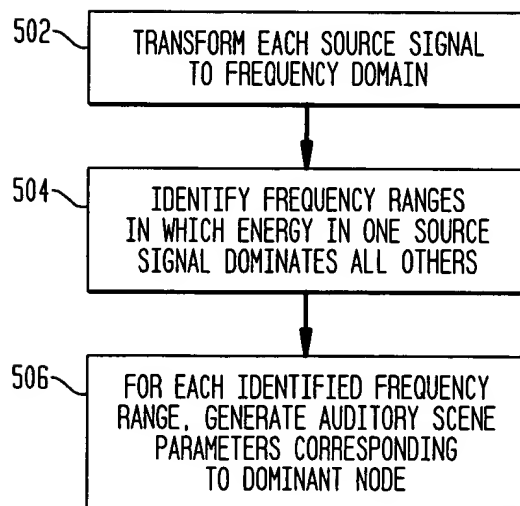 502
TRANSFORM EACH SOURCE SIGNAL
TO FREQUENCY DOMAIN
504
IDENTIFY FREQUENCY RANGES
IN WHICH ENERGY IN ONE SOURCE
SIGNAL DOMINATES ALL OTHERS
506
FOR EACH IDENTIFIED FREQUENCY
RANGE, GENERATE AUDITORY SCENE
PARAMETERS CORRESPONDING
TO DOMINANT NODE